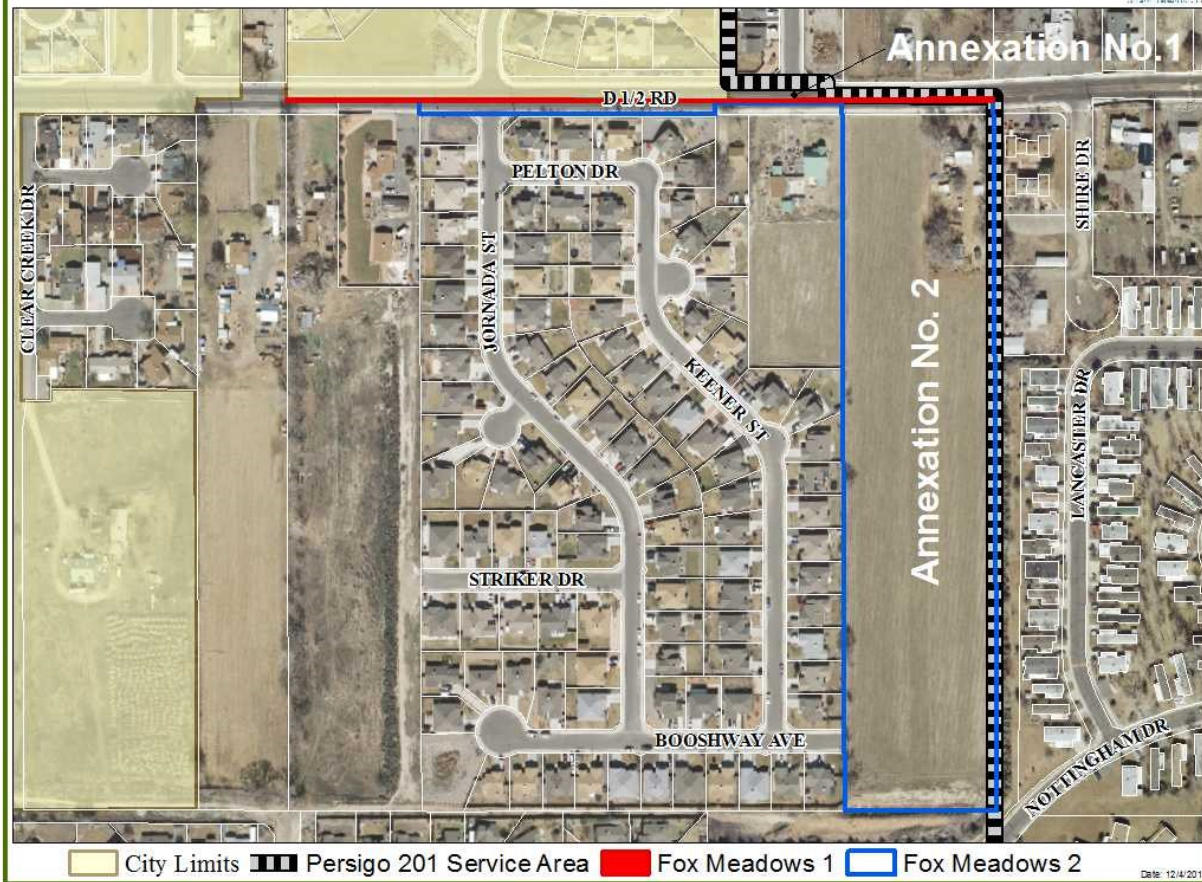 Annexation No.1
D 1/2 RD
PELTON DR
CLEAR CREEK DR
JORNADA ST
SHIRE DR
KEENER ST
Annexation No. 2
LANCASTER DR
STRIKER DR
BOOSHWAY AVE
NOTTINGHAM DR
City Limits Persigo 201 Service Area Fox Meadows 1 Fox Meadows 2